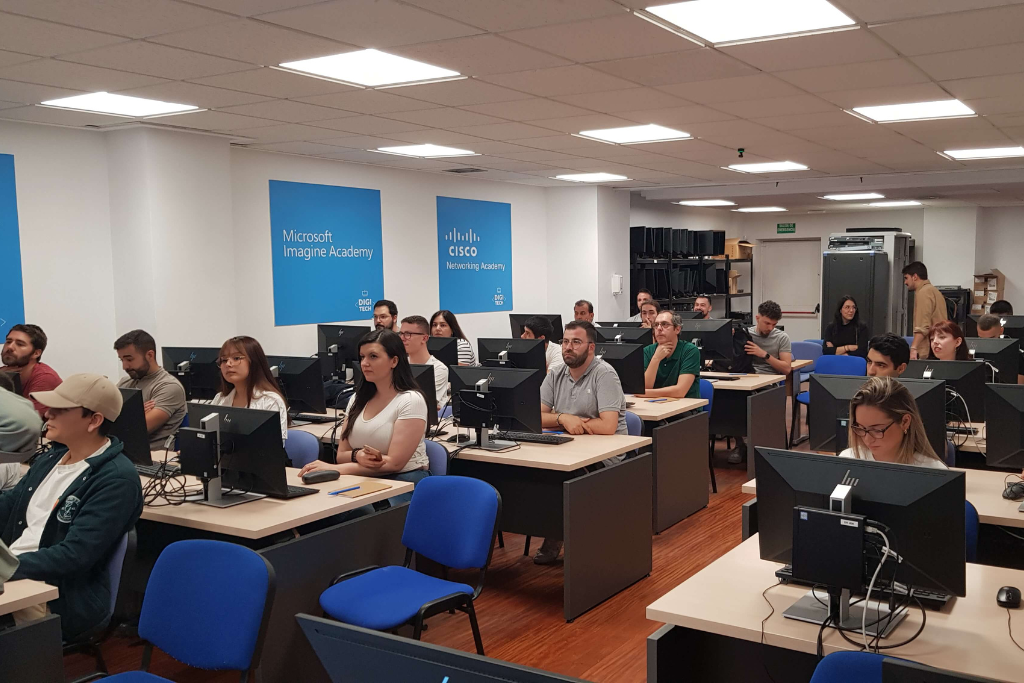 Microsoft
Imagine Academy
DIGI
TECH
CISCO
Networking Academy
DIGI
TECH